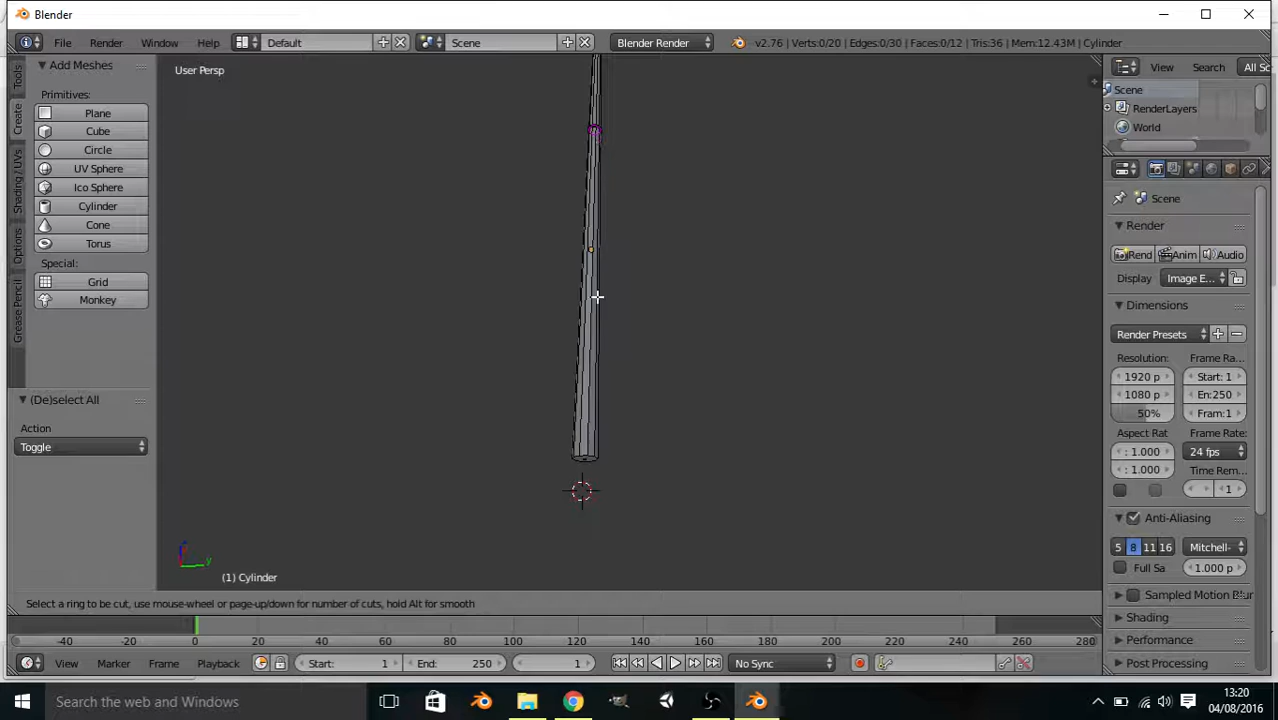 Blender
File Render Window Help Default Scene Blender Render v2.76 | Verts:0/20 | Edges:0/30 | Faces:0/12 | Tris:36 | Mem:12.43M | Cylinder
Add Meshes
Primitives:
Plane
Cube
Circle
UV Sphere
Ico Sphere
Cylinder
Cone
Torus
Special:
Grid
Monkey
Tools
Create
Shading / UVs
Options
Grease Pencil
(De)select All
Action
Toggle
User Persp
(1) Cylinder
Select a ring to be cut, use mouse-wheel or page-up/down for number of cuts, hold Alt for smooth
View Search All Sc
Scene
RenderLayers
World
Scene
Render
Rend Anim Audio
Display Image E...
Dimensions
Render Presets
Resolution: Frame Ra...
1920 p Start: 1
1080 p En:250
50% Fram:1
Aspect Rat Frame Rate:
: 1.000 24 fps
: 1.000 Time Rem...
1
Anti-Aliasing
5 8 11 16 Mitchell-
Full Sa 1.000 p
Sampled Motion Blur
Shading
Performance
Post Processing
-40 -20 0 20 40 60 80 100 120 140 160 180 200 220 240 260 280
View Marker Frame Playback Start: 1 End: 250 1 No Sync
Search the web and Windows
13:20
04/08/2016